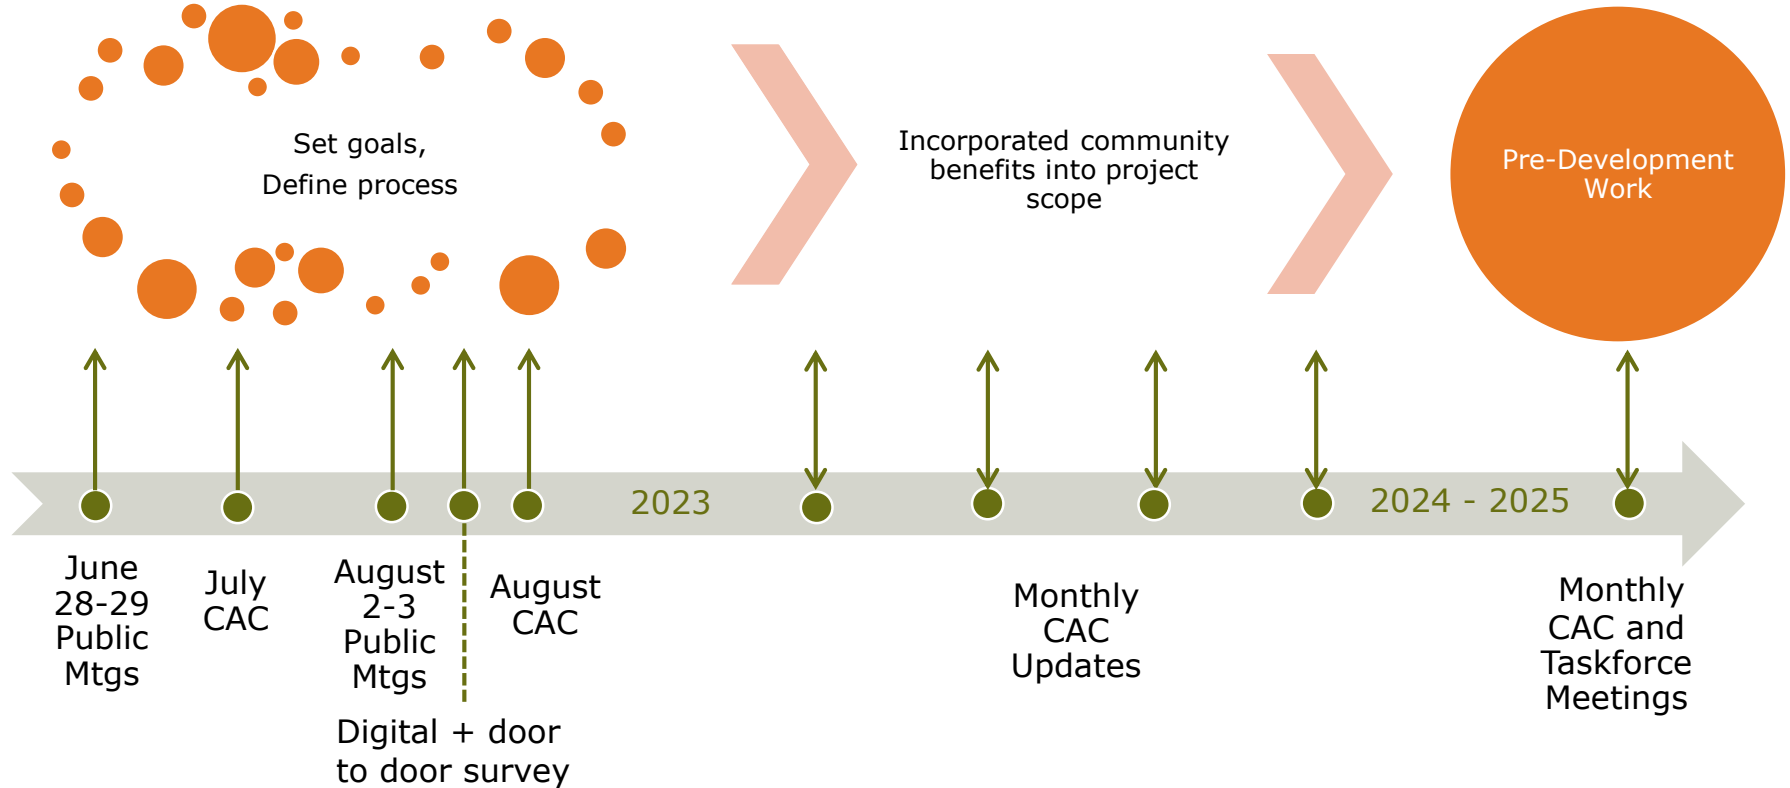 Set goals,
Define process
Incorporated community
benefits into project
scope
Pre-Development
Work
2023
2024 - 2025
June
28-29
Public
Mtgs
July
CAC
August
2-3
Public
Mtgs
August
CAC
Digital + door
to door survey
Monthly
CAC
Updates
Monthly
CAC and
Taskforce
Meetings